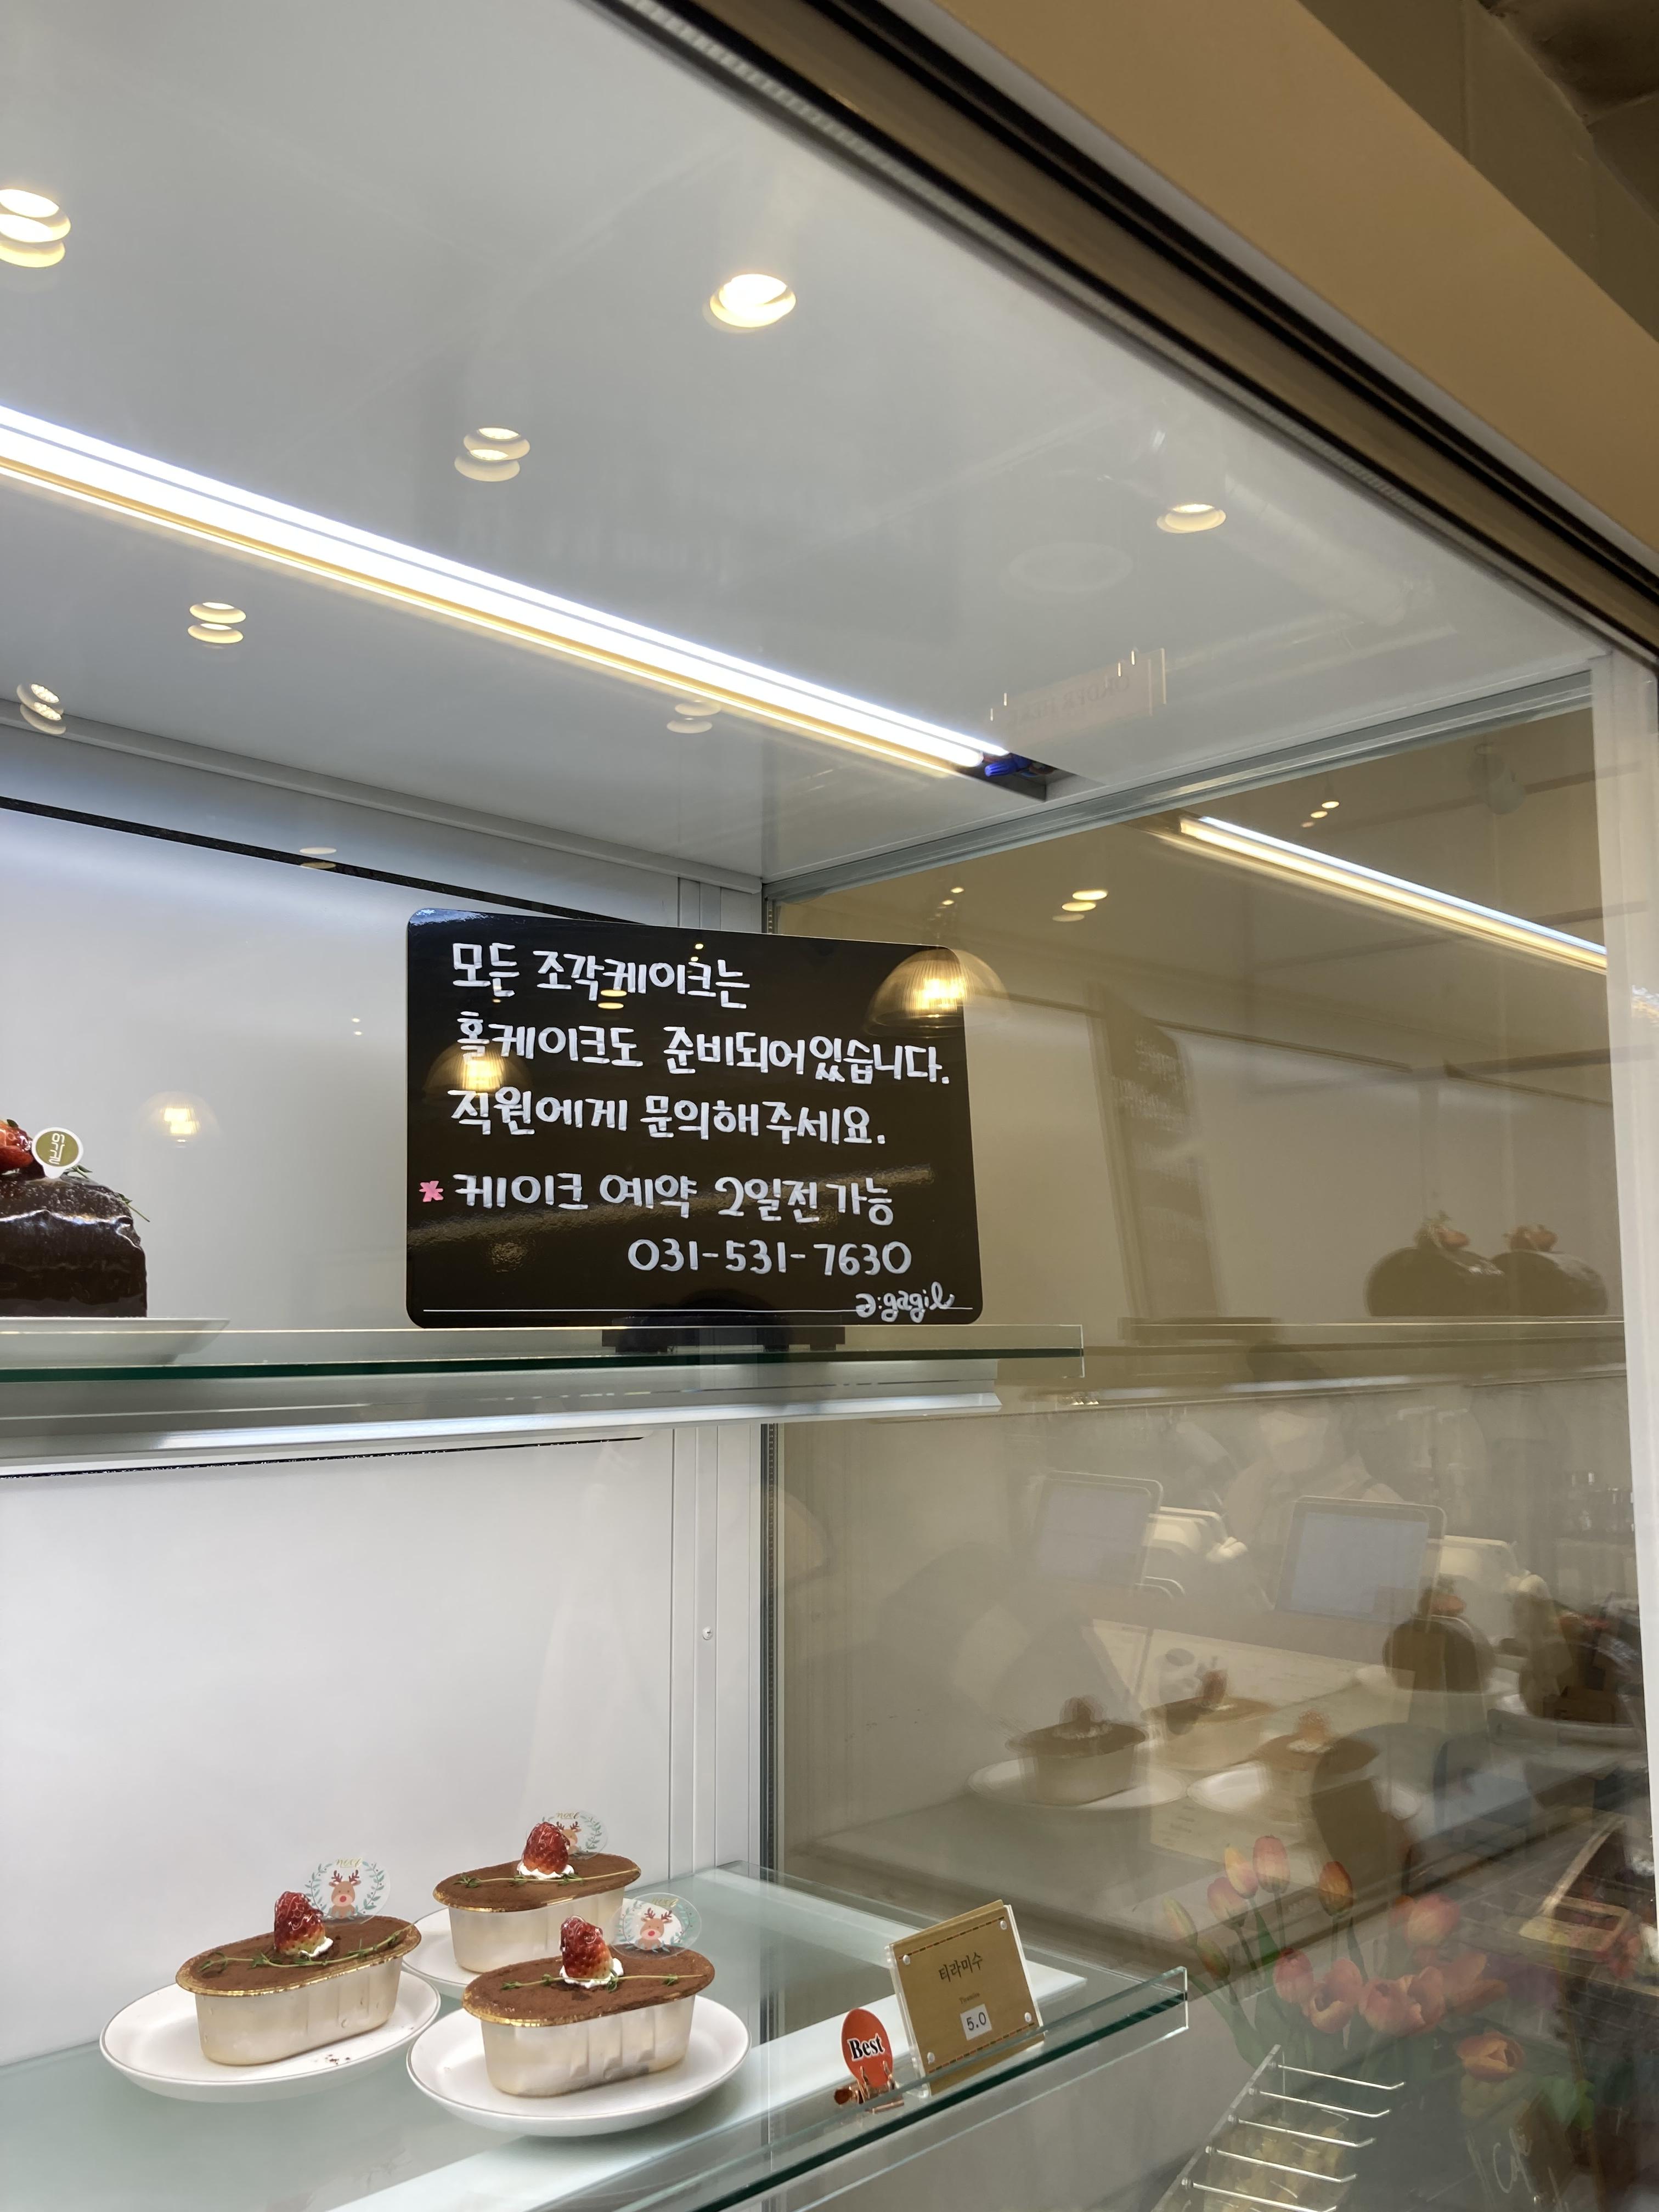 모든 조각케이크는
홀케이크도 준비되어있습니다.
직원에게 문의해주세요.
* 케이크 예약 2일전 가능
031-531-7630
a:gagil
noel
티라미수
Tiramisu
5.0
Best